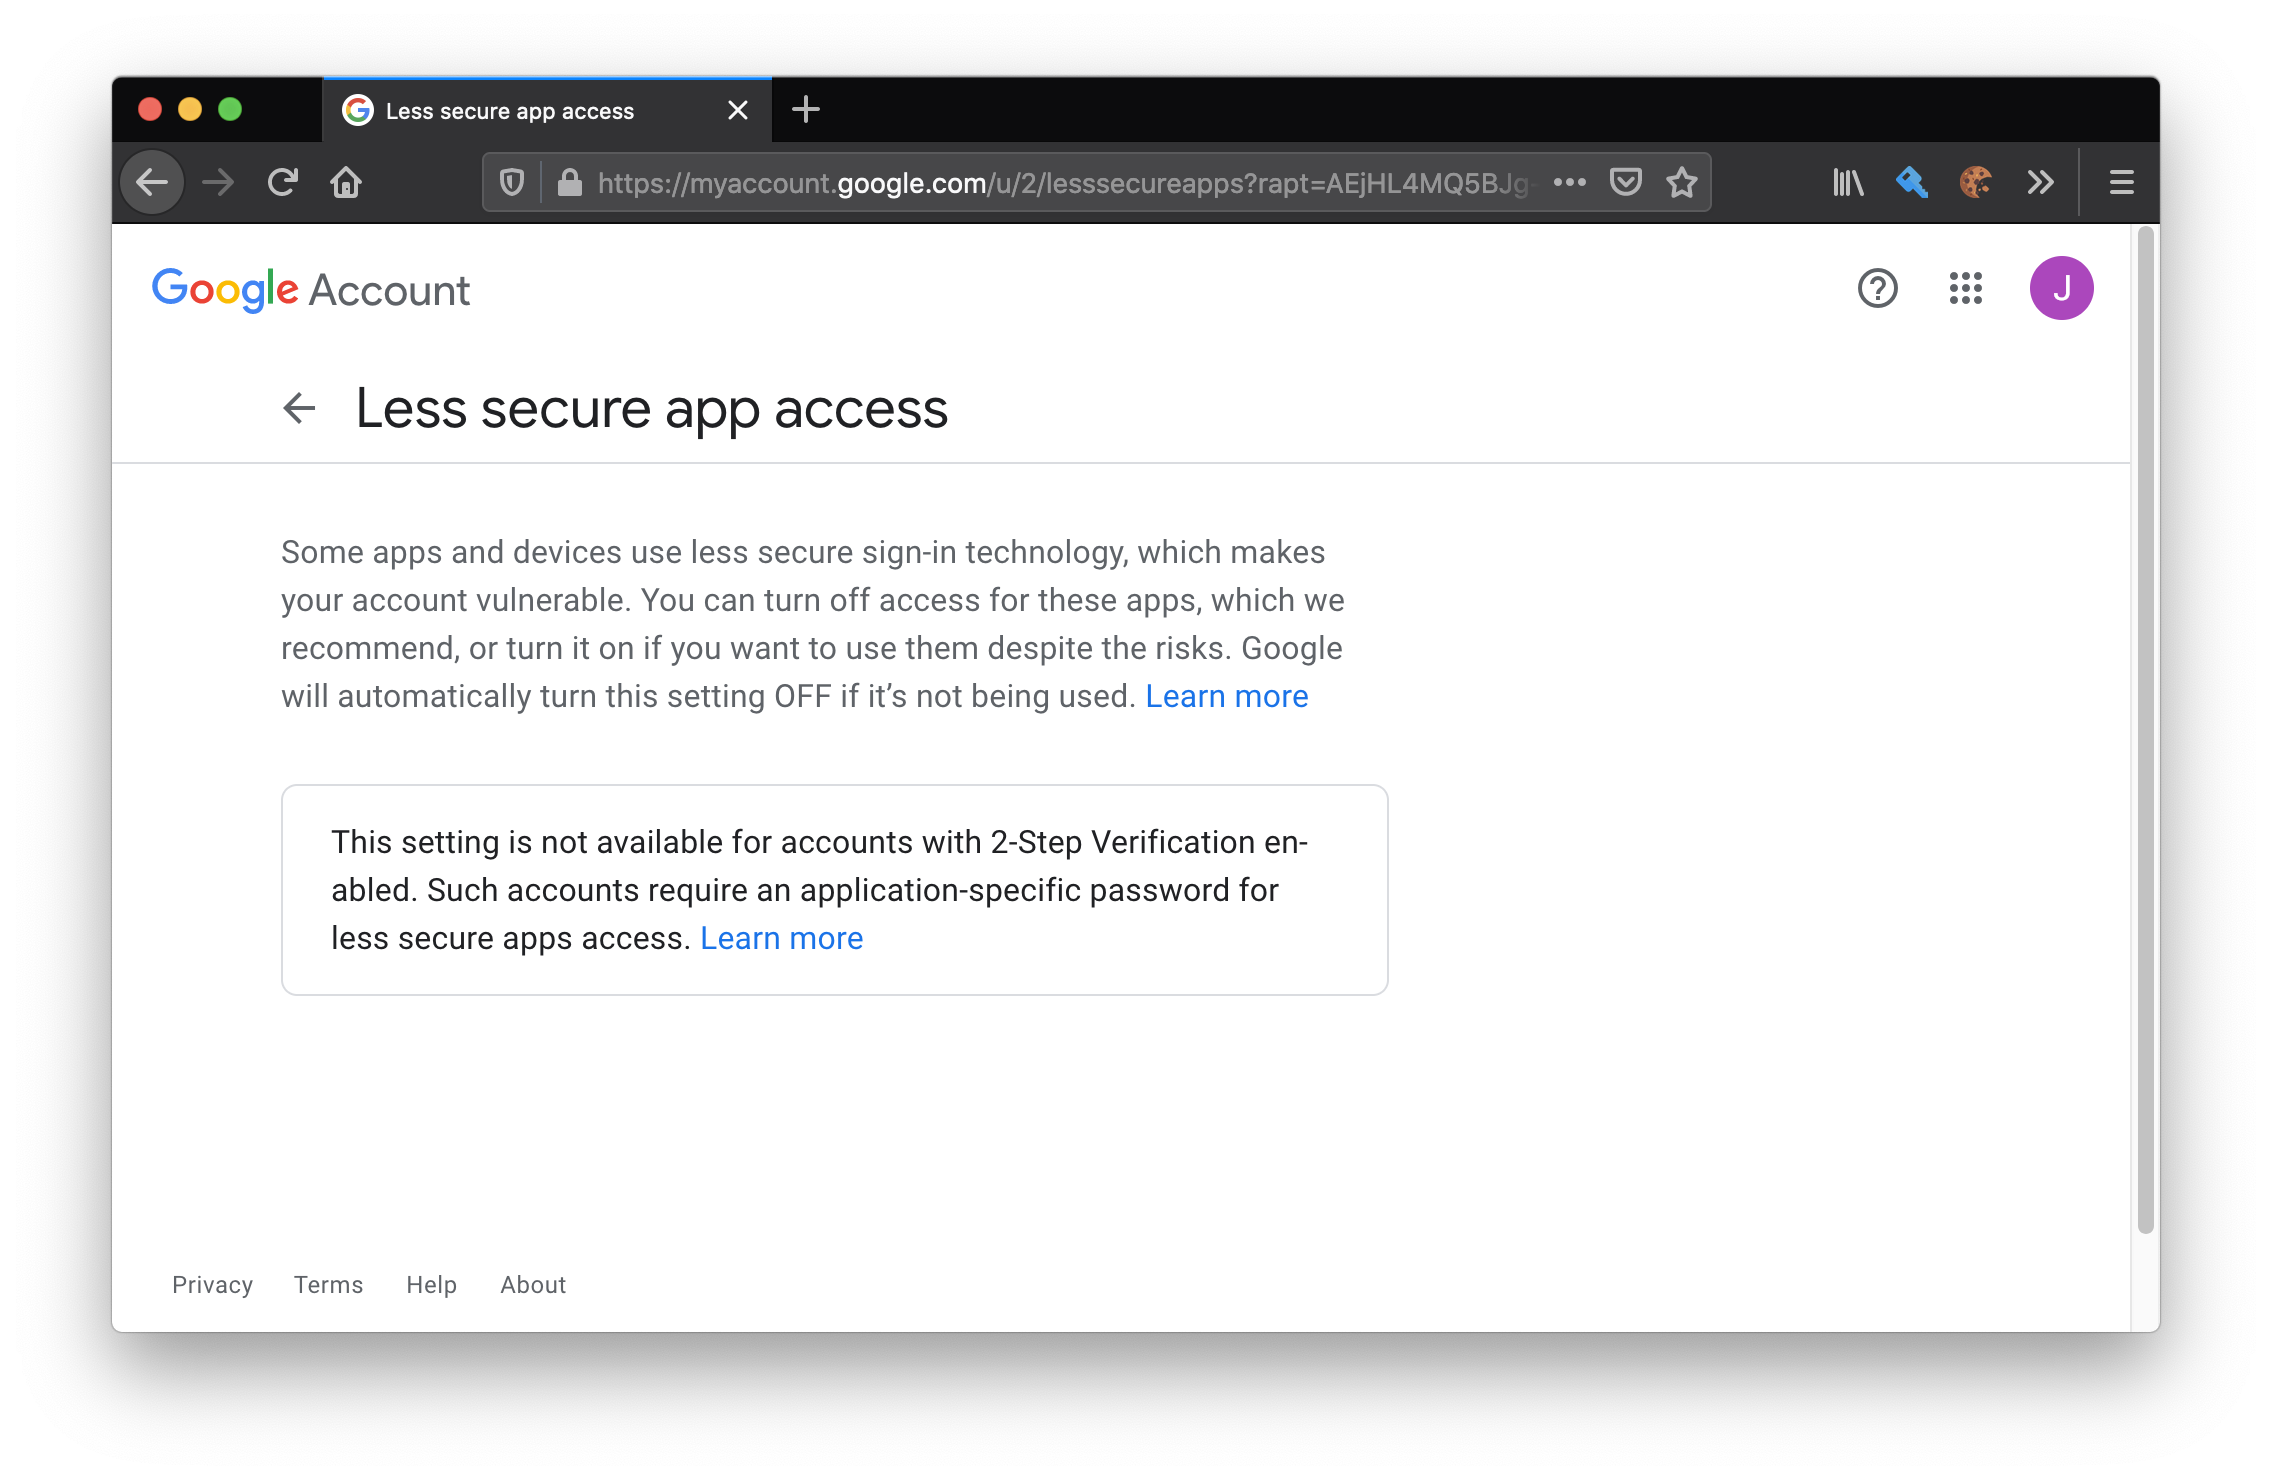 Less secure app access
https://myaccount.google.com/u/2/lesssecureapps?rapt=AEjHL4MQ5BJg-
Google Account
J
Less secure app access
Some apps and devices use less secure sign-in technology, which makes
your account vulnerable. You can turn off access for these apps, which we
recommend, or turn it on if you want to use them despite the risks. Google
will automatically turn this setting OFF if it’s not being used. Learn more
This setting is not available for accounts with 2-Step Verification en-
abled. Such accounts require an application-specific password for
less secure apps access. Learn more
Privacy Terms Help About